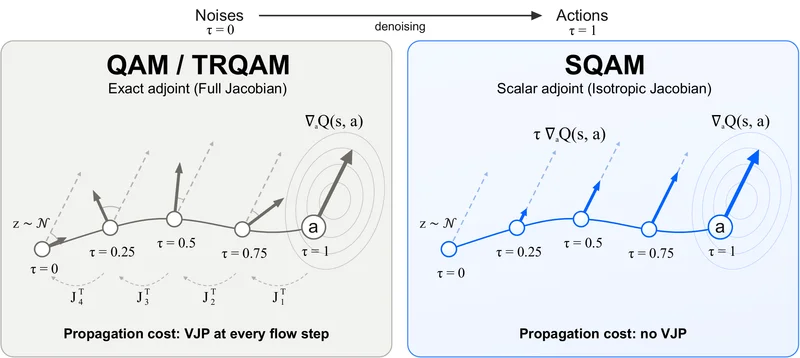 Noises
τ = 0
denoising
Actions
τ = 1
QAM / TRQAM
Exact adjoint (Full Jacobian)
∇ₐQ(s, a)
z ~ 𝒩
a
τ = 0
τ = 0.25
τ = 0.5
τ = 0.75
τ = 1
J₄ᵀ
J₃ᵀ
J₂ᵀ
J₁ᵀ
Propagation cost: VJP at every flow step
SQAM
Scalar adjoint (Isotropic Jacobian)
τ ∇ₐQ(s, a)
∇ₐQ(s, a)
z ~ 𝒩
a
τ = 0
τ = 0.25
τ = 0.5
τ = 0.75
τ = 1
Propagation cost: no VJP